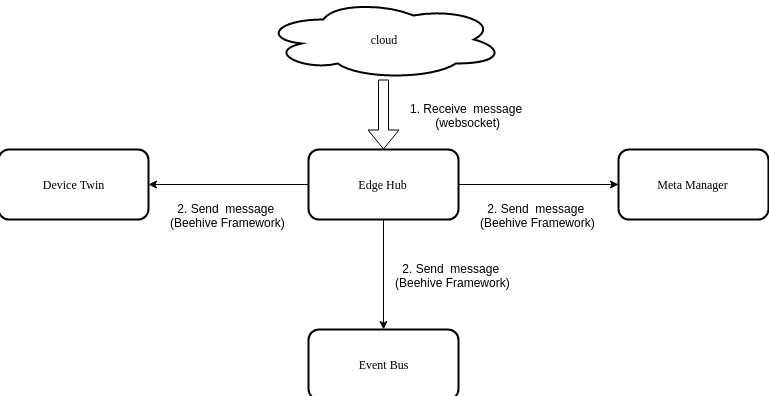 cloud
1. Receive message
(websocket)
Device Twin
Edge Hub
Meta Manager
2. Send message
(Beehive Framework)
2. Send message
(Beehive Framework)
2. Send message
(Beehive Framework)
Event Bus